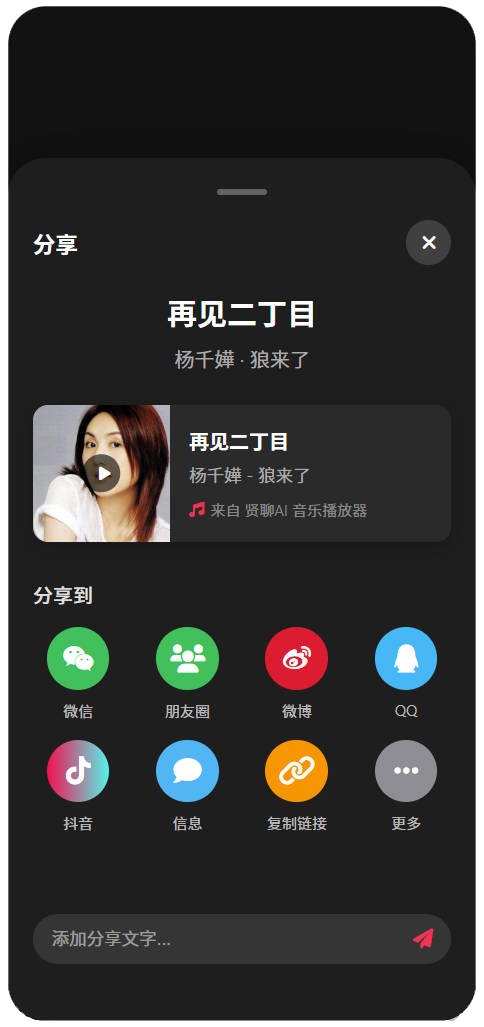 分享
再见二丁目
杨千嬅 · 狼来了
再见二丁目
杨千嬅 - 狼来了
来自 贤聊AI 音乐播放器
分享到
微信
朋友圈
微博
QQ
抖音
信息
复制链接
更多
添加分享文字...